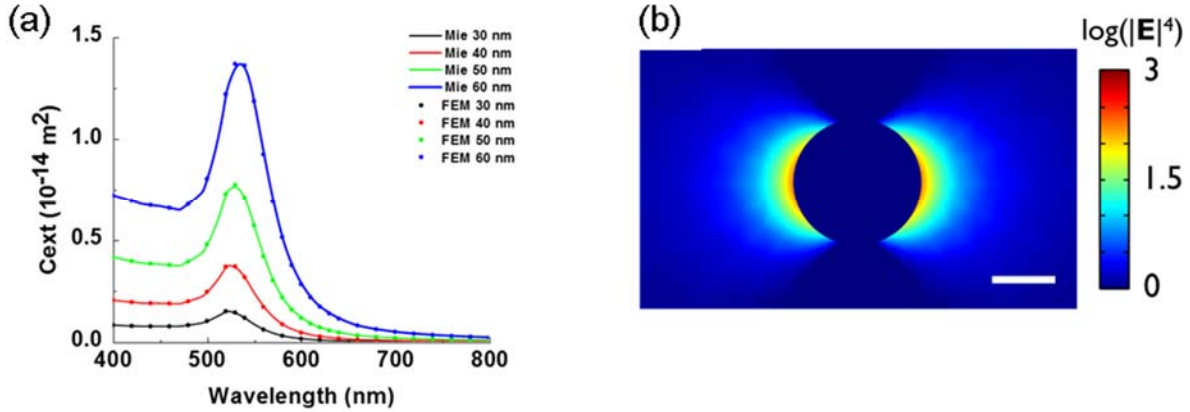 (a)
1.5
1.0
0.5
0.0
400
500
600
700
800
Cext (10⁻¹⁴ m²)
Wavelength (nm)
Mie 30 nm
Mie 40 nm
Mie 50 nm
Mie 60 nm
FEM 30 nm
FEM 40 nm
FEM 50 nm
FEM 60 nm
(b)
log(|E|⁴)
3
1.5
0